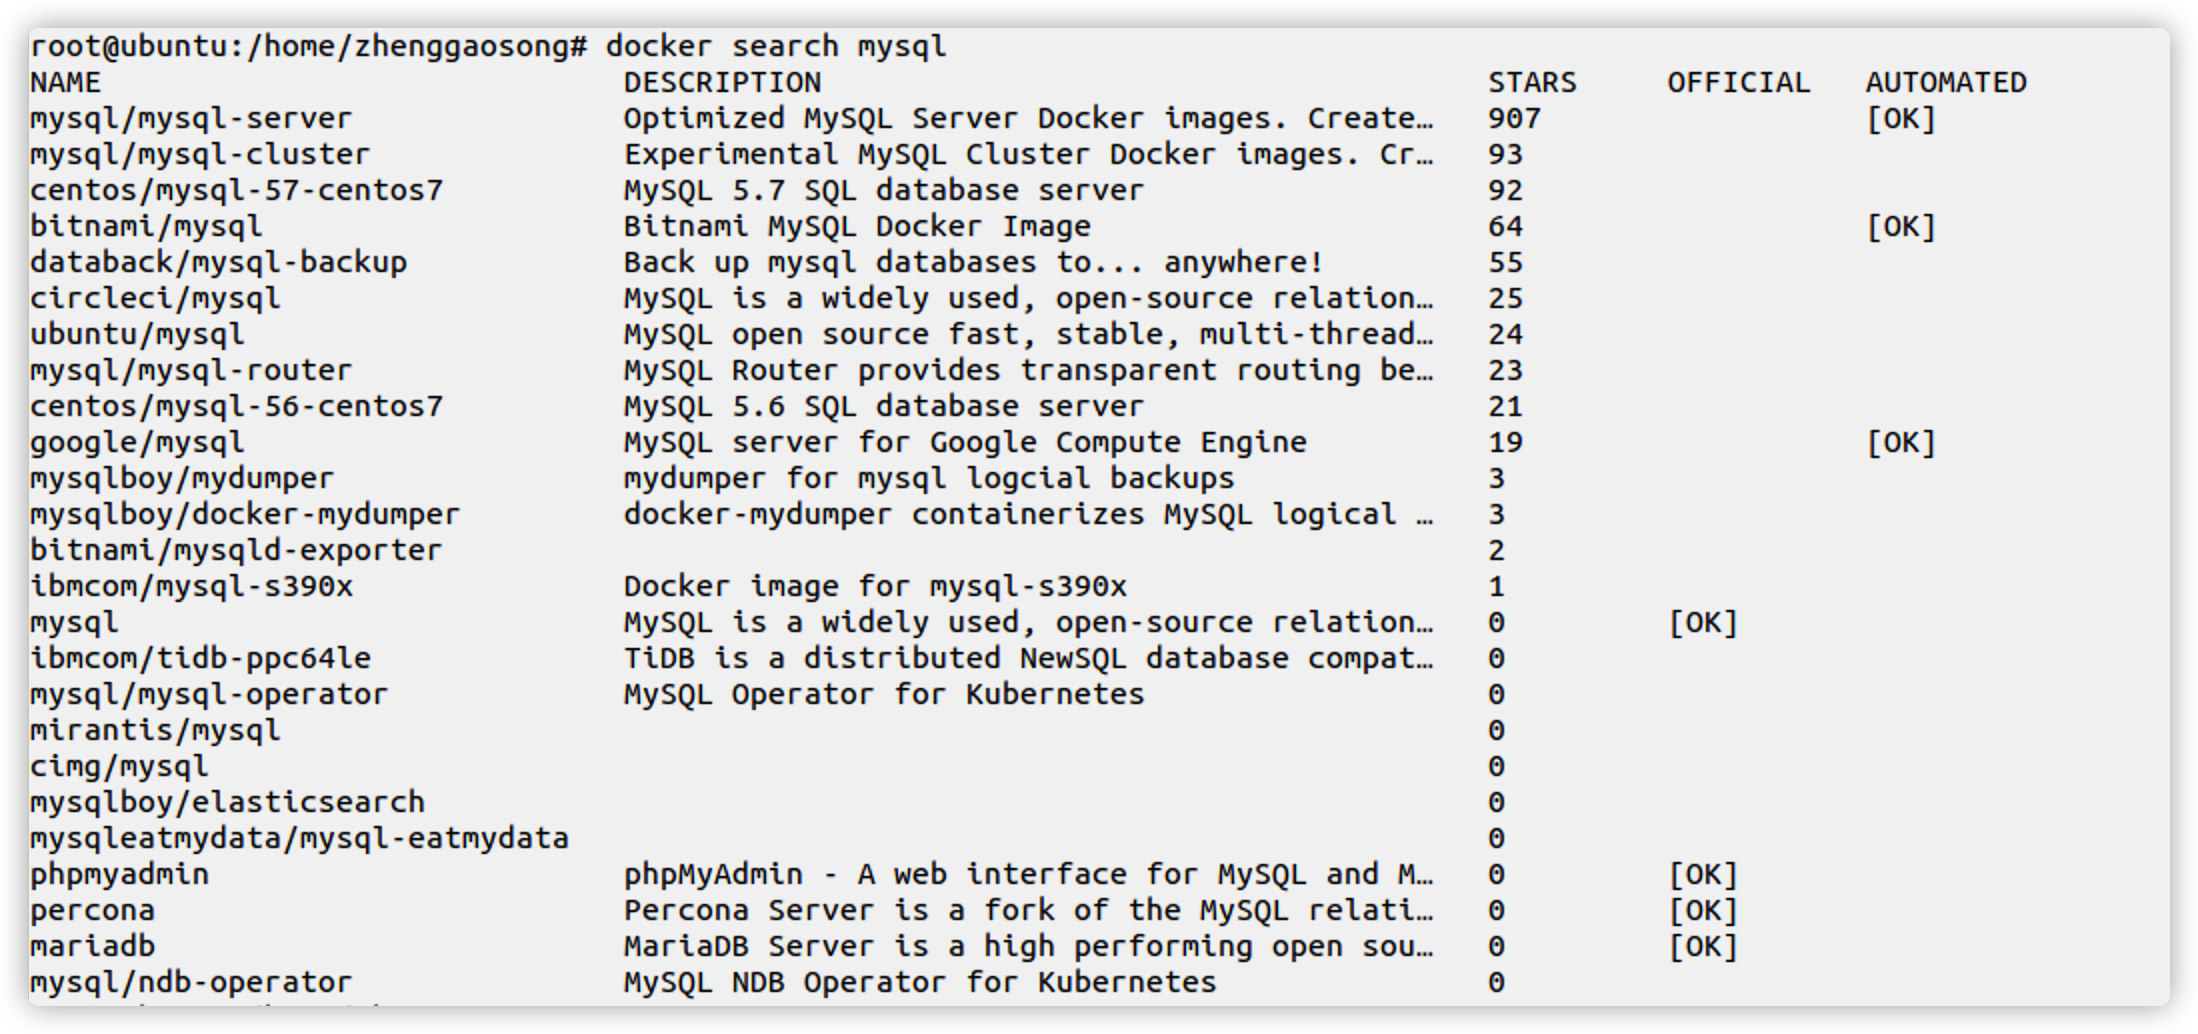 root@ubuntu:/home/zhenggaosong# docker search mysql
NAME DESCRIPTION STARS OFFICIAL AUTOMATED
mysql/mysql-server Optimized MySQL Server Docker images. Create… 907 [OK]
mysql/mysql-cluster Experimental MySQL Cluster Docker images. Cr… 93
centos/mysql-57-centos7 MySQL 5.7 SQL database server 92
bitnami/mysql Bitnami MySQL Docker Image 64 [OK]
databack/mysql-backup Back up mysql databases to... anywhere! 55
circleci/mysql MySQL is a widely used, open-source relation… 25
ubuntu/mysql MySQL open source fast, stable, multi-thread… 24
mysql/mysql-router MySQL Router provides transparent routing be… 23
centos/mysql-56-centos7 MySQL 5.6 SQL database server 21
google/mysql MySQL server for Google Compute Engine 19 [OK]
mysqlboy/mydumper mydumper for mysql logcial backups 3
mysqlboy/docker-mydumper docker-mydumper containerizes MySQL logical … 3
bitnami/mysqld-exporter 2
ibmcom/mysql-s390x Docker image for mysql-s390x 1
mysql MySQL is a widely used, open-source relation… 0 [OK]
ibmcom/tidb-ppc64le TiDB is a distributed NewSQL database compat… 0
mysql/mysql-operator MySQL Operator for Kubernetes 0
mirantis/mysql 0
cimg/mysql 0
mysqlboy/elasticsearch 0
mysqleatmydata/mysql-eatmydata 0
phpmyadmin phpMyAdmin - A web interface for MySQL and M… 0 [OK]
percona Percona Server is a fork of the MySQL relati… 0 [OK]
mariadb MariaDB Server is a high performing open sou… 0 [OK]
mysql/ndb-operator MySQL NDB Operator for Kubernetes 0